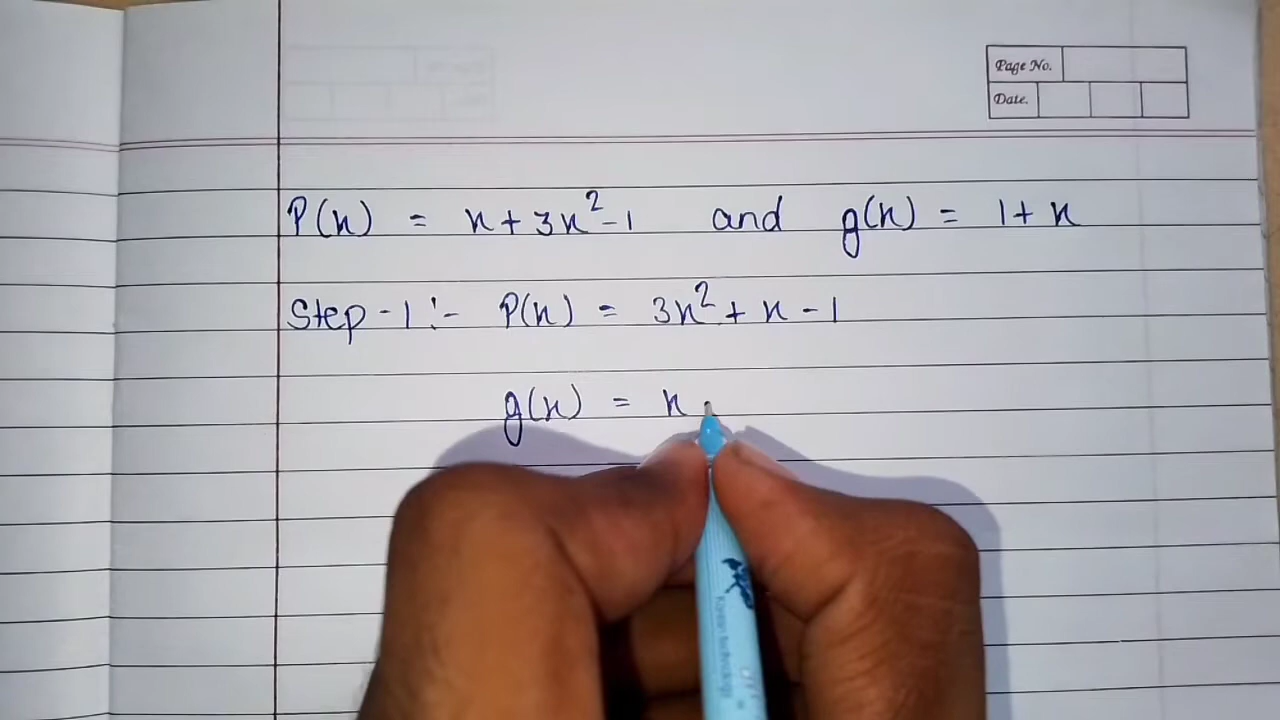 Page No.
Date.
P(x) = x + 3x² - 1 and g(x) = 1 + x
Step - 1 :- P(x) = 3x² + x - 1
g(x) = x